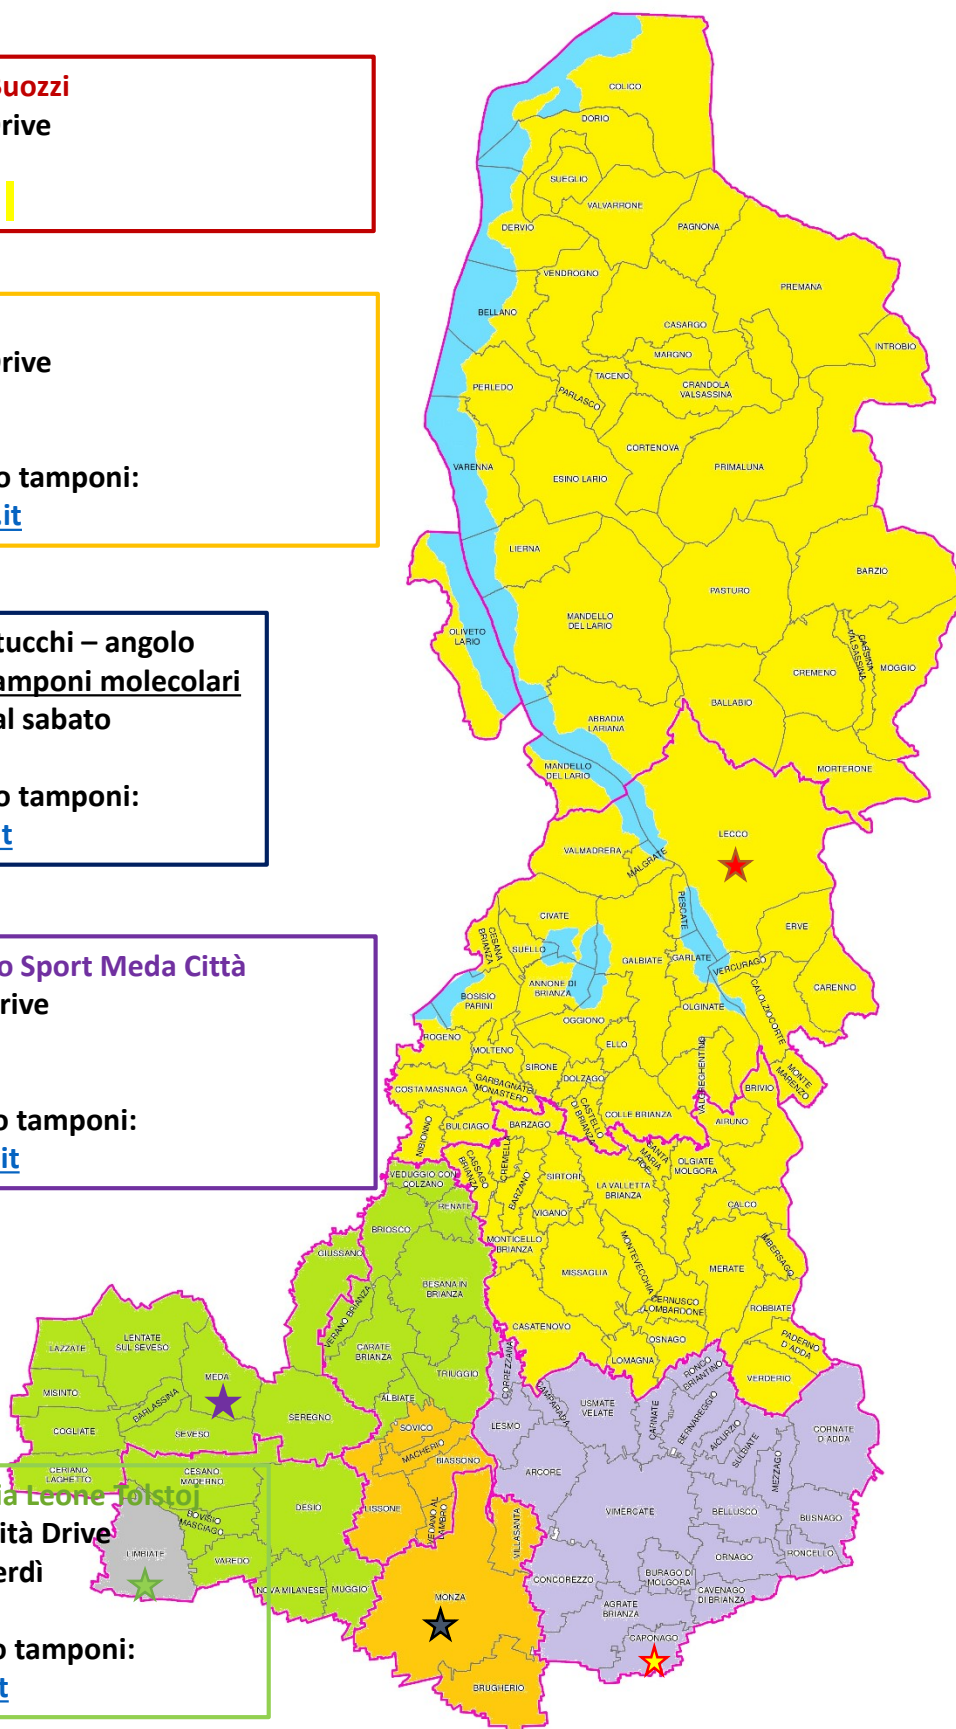 Buozzi
Drive
Drive
o tamponi:
.it
tucchi – angolo
amponi molecolari
al sabato
o tamponi:
t
o Sport Meda Città
Drive
o tamponi:
it
ia Leone Tolstoj
ità Drive
erdì
o tamponi:
t
COLICO
DORIO
SUEGLIO
VALVARRONE
DERVIO
PAGNONA
VENDROGNO
PREMANA
BELLANO
CASARGO
INTROBIO
MARGNO
TACENO
PERLEDO
PARLASCO
CRANDOLA
VALSASSINA
CORTENOVA
VARENNA
ESINO LARIO
PRIMALUNA
LIERNA
BARZIO
PASTURO
MANDELLO
DEL LARIO
OLIVETO
LARIO
CREMENO
CASSINA
VALSASSINA
MOGGIO
BALLABIO
ABBADIA
LARIANA
MANDELLO
DEL LARIO
MORTERONE
LECCO
VALMADRERA
MALGRATE
PESCATE
CIVATE
ERVE
CESANA
BRIANZA
SUELLO
GALBIATE
GARLATE
VERCURAGO
ANNONE DI
BRIANZA
CARENNO
BOSISIO
PARINI
OLGINATE
CALOLZIOCORTE
OGGIONO
ROGENO
ELLO
MOLTENO
SIRONE
VALGREGHENTINO
MONTE
MARENZO
COSTA MASNAGA
GARBAGNATE
MONASTERO
DOLZAGO
BRIVIO
CASTELLO
DI BRIANZA
COLLE BRIANZA
AIRUNO
NIBIONNO
BULCIAGO
BARZAGO
CASSAGO
BRIANZA
CREMELLA
BARZANO
SIRTORI
SANTA
MARIA
HOE'
OLGIATE
MOLGORA
LA VALLETTA
BRIANZA
VEDUGGIO CON
COLZANO
RENATE
VIGANO
CALCO
BRIOSCO
MONTICELLO
BRIANZA
MONTEVECCHIA
IMBERSAGO
GIUSSANO
MISSAGLIA
MERATE
BESANA IN
BRIANZA
VERANO BRIANZA
CERNUSCO
LOMBARDONE
ROBBIATE
CASATENOVO
OSNAGO
PADERNO
D'ADDA
LAZZATE
LENTATE
SUL SEVESO
CARATE
BRIANZA
LOMAGNA
VERDERIO
TRIUGGIO
CORREZZANA
RONCO
BRIANTINO
MEDA
MISINTO
BARLASSINA
ALBIATE
CAMPARADA
USMATE
VELATE
CARNATE
BERNAREGGIO
AICURZIO
SULBIATE
SEREGNO
SOVICO
LESMO
CORNATE
D'ADDA
COGLIATE
SEVESO
MACHERIO
BIASSONO
MEZZAGO
CERIANO
LAGHETTO
CESANO
MADERNO
ARCORE
DESIO
LISSONE
VEDANO AL
LAMBRO
VILLASANTA
VIMERCATE
BELLUSCO
BUSNAGO
BOVISIO
MASCIAGO
LIMBIATE
VAREDO
ORNAGO
RONCELLO
NOVA MILANESE
MUGGIO'
CONCOREZZO
BURAGO DI
MOLGORA
CAVENAGO
DI BRIANZA
MONZA
AGRATE
BRIANZA
CAPONAGO
BRUGHERIO